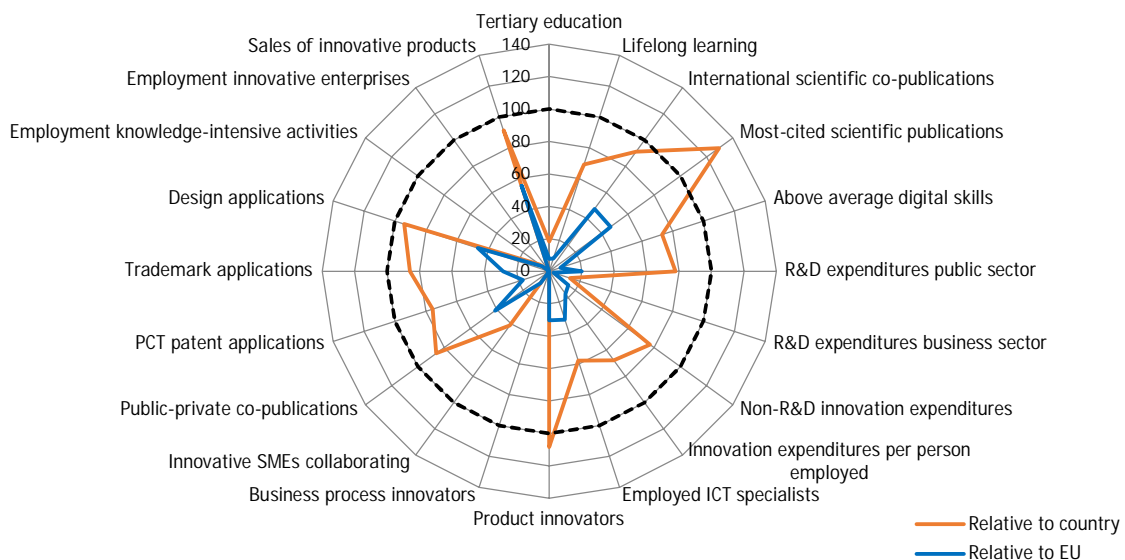 Tertiary education
Sales of innovative products
Lifelong learning
Employment innovative enterprises
International scientific co-publications
Employment knowledge-intensive activities
Most-cited scientific publications
Design applications
Above average digital skills
Trademark applications
R&D expenditures public sector
PCT patent applications
R&D expenditures business sector
Public-private co-publications
Non-R&D innovation expenditures
Innovative SMEs collaborating
Innovation expenditures per person
employed
Business process innovators
Employed ICT specialists
Product innovators
140
120
100
80
60
40
20
0
Relative to country
Relative to EU